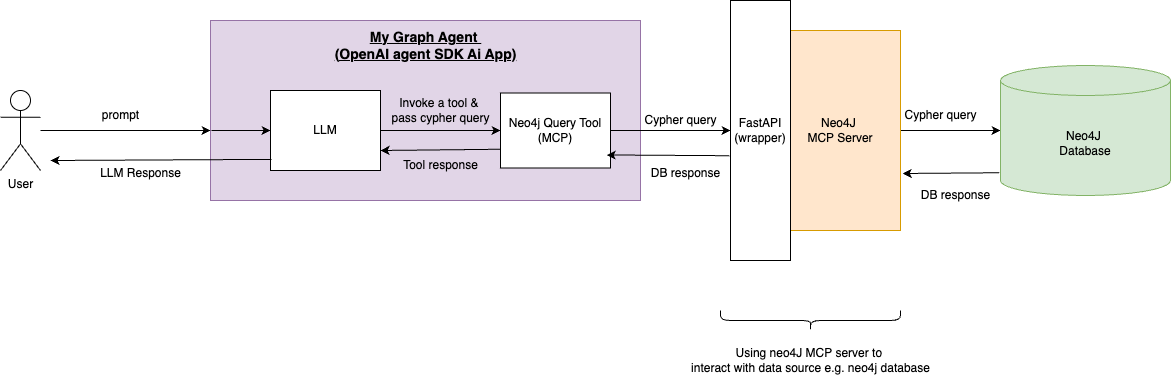 My Graph Agent
(OpenAI agent SDK Ai App)
prompt
LLM
Invoke a tool &
pass cypher query
Neo4j Query Tool
(MCP)
Cypher query
FastAPI
(wrapper)
Neo4J
MCP Server
Cypher query
Neo4J
Database
User
LLM Response
Tool response
DB response
DB response
Using neo4J MCP server to
interact with data source e.g. neo4j database